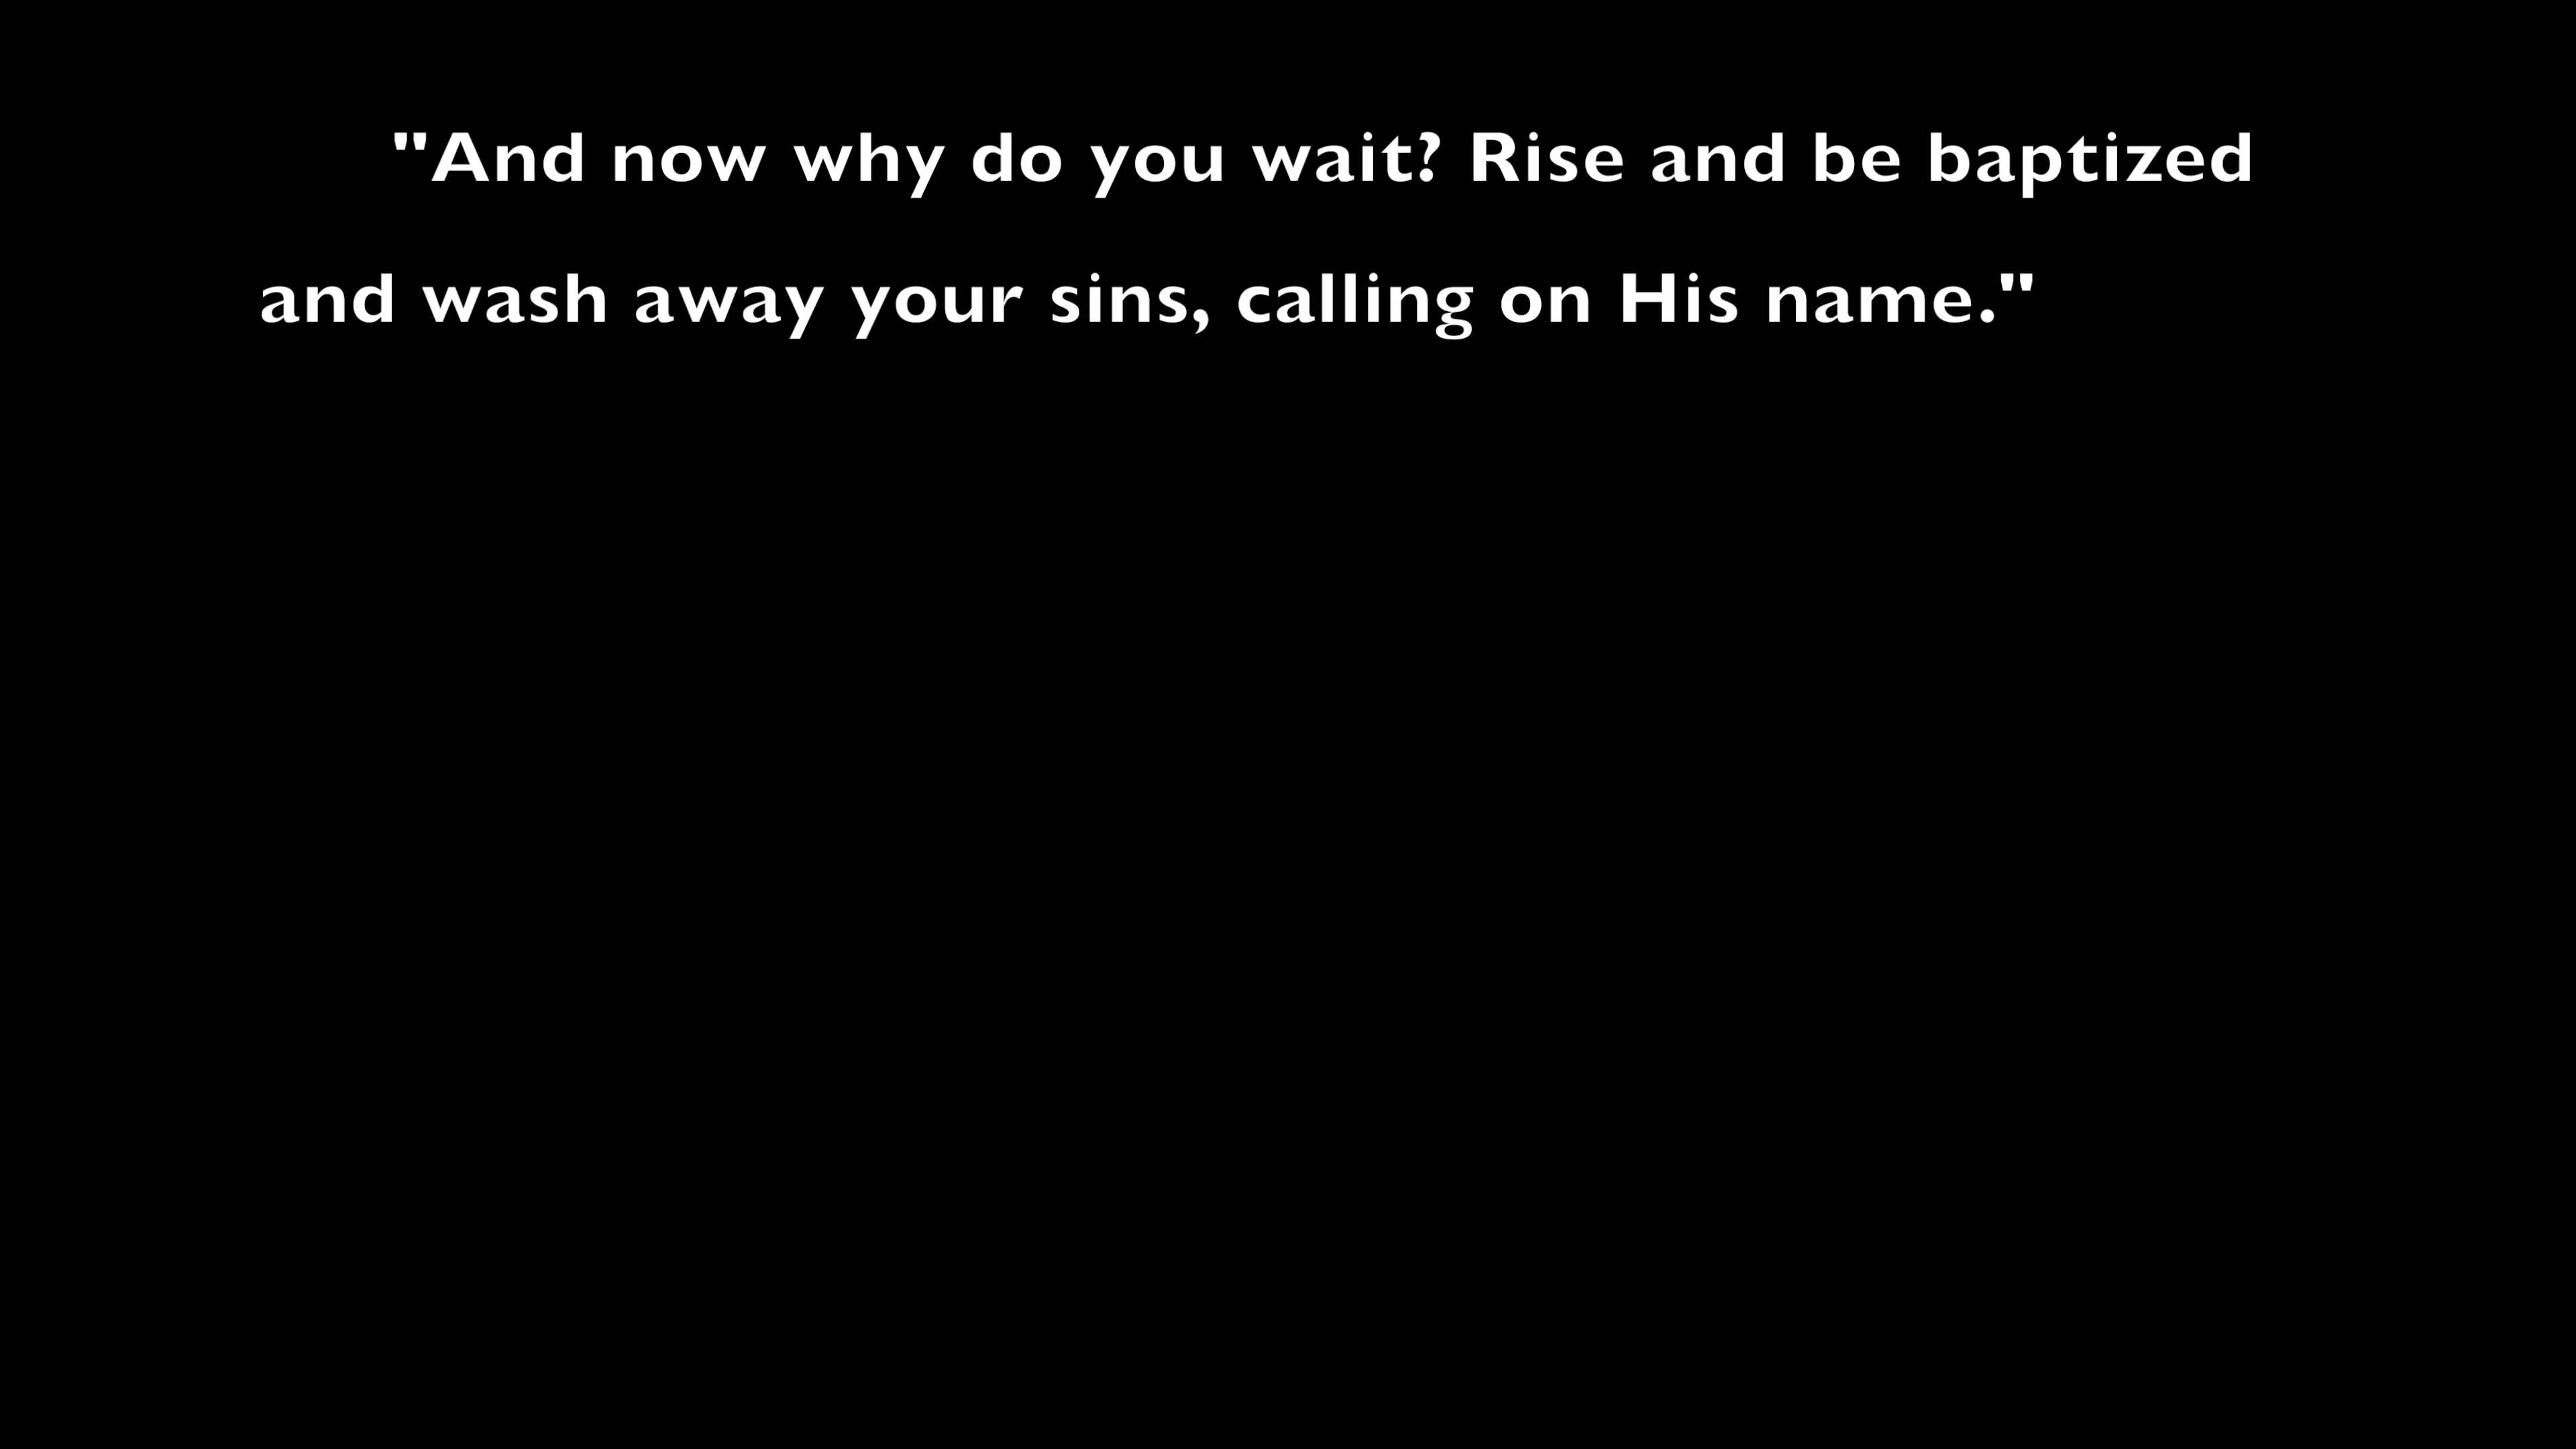 "And now why do you wait? Rise and be baptized
and wash away your sins, calling on His name."